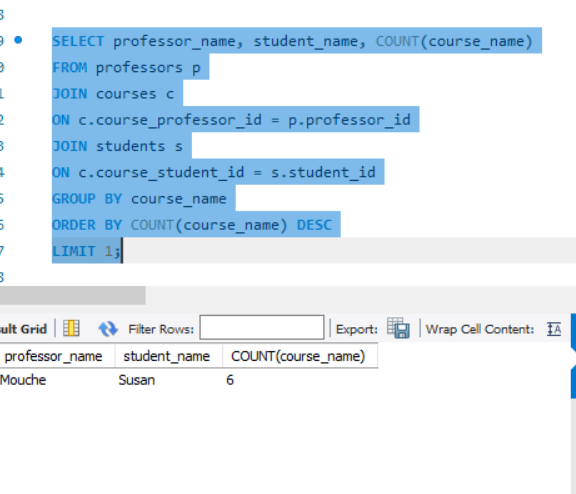 8
9 SELECT professor_name, student_name, COUNT(course_name)
0 FROM professors p
1 JOIN courses c
2 ON c.course_professor_id = p.professor_id
3 JOIN students s
4 ON c.course_student_id = s.student_id
5 GROUP BY course_name
6 ORDER BY COUNT(course_name) DESC
7 LIMIT 1;
8
ult Grid Filter Rows: Export: Wrap Cell Content: IA
professor_name student_name COUNT(course_name)
Mouche Susan 6